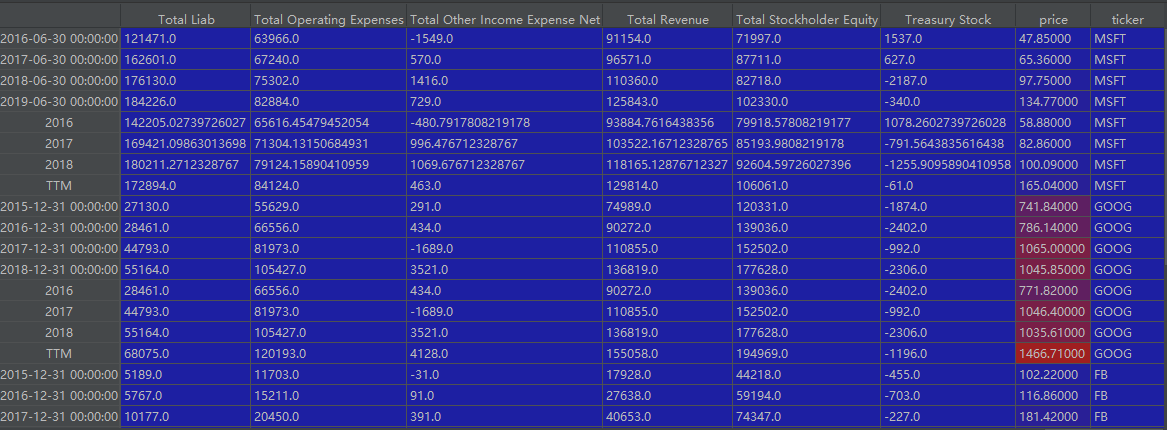 Total Liab Total Operating Expenses Total Other Income Expense Net Total Revenue Total Stockholder Equity Treasury Stock price ticker
2016-06-30 00:00:00 121471.0 63966.0 -1549.0 91154.0 71997.0 1537.0 47.85000 MSFT
2017-06-30 00:00:00 162601.0 67240.0 570.0 96571.0 87711.0 627.0 65.36000 MSFT
2018-06-30 00:00:00 176130.0 75302.0 1416.0 110360.0 82718.0 -2187.0 97.75000 MSFT
2019-06-30 00:00:00 184226.0 82884.0 729.0 125843.0 102330.0 -340.0 134.77000 MSFT
2016 142205.02739726027 65616.45479452054 -480.7917808219178 93884.7616438356 79918.57808219177 1078.2602739726028 58.88000 MSFT
2017 169421.09863013698 71304.13150684931 996.476712328767 103522.16712328765 85193.9808219178 -791.5643835616438 82.86000 MSFT
2018 180211.2712328767 79124.15890410959 1069.676712328767 118165.12876712327 92604.59726027396 -1255.9095890410958 100.09000 MSFT
TTM 172894.0 84124.0 463.0 129814.0 106061.0 -61.0 165.04000 MSFT
2015-12-31 00:00:00 27130.0 55629.0 291.0 74989.0 120331.0 -1874.0 741.84000 GOOG
2016-12-31 00:00:00 28461.0 66556.0 434.0 90272.0 139036.0 -2402.0 786.14000 GOOG
2017-12-31 00:00:00 44793.0 81973.0 -1689.0 110855.0 152502.0 -992.0 1065.00000 GOOG
2018-12-31 00:00:00 55164.0 105427.0 3521.0 136819.0 177628.0 -2306.0 1045.85000 GOOG
2016 28461.0 66556.0 434.0 90272.0 139036.0 -2402.0 771.82000 GOOG
2017 44793.0 81973.0 -1689.0 110855.0 152502.0 -992.0 1046.40000 GOOG
2018 55164.0 105427.0 3521.0 136819.0 177628.0 -2306.0 1035.61000 GOOG
TTM 68075.0 120193.0 4128.0 155058.0 194969.0 -1196.0 1466.71000 GOOG
2015-12-31 00:00:00 5189.0 11703.0 -31.0 17928.0 44218.0 -455.0 102.22000 FB
2016-12-31 00:00:00 5767.0 15211.0 91.0 27638.0 59194.0 -703.0 116.86000 FB
2017-12-31 00:00:00 10177.0 20450.0 391.0 40653.0 74347.0 -227.0 181.42000 FB